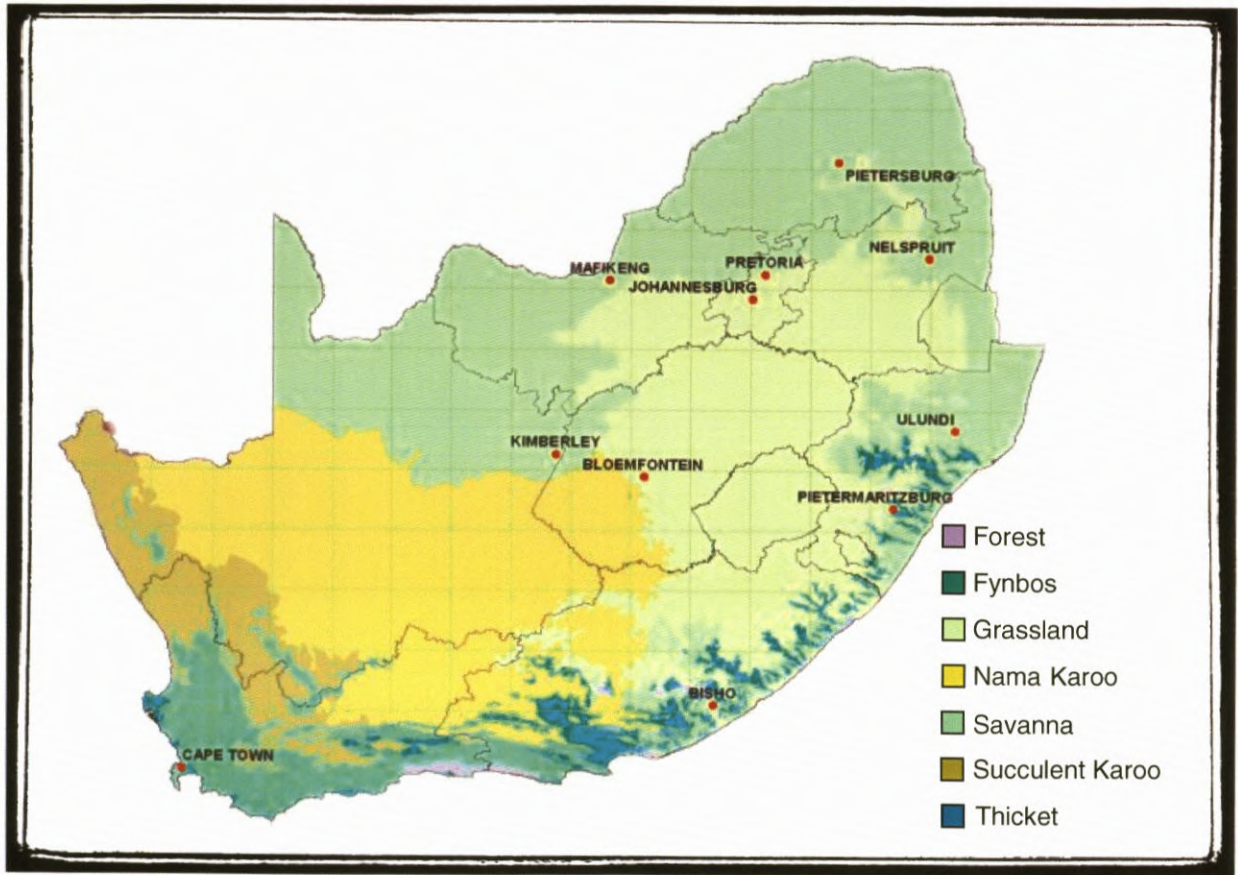 PIETERSBURG
NELSPRUIT
PRETORIA
MAFIKENG
JOHANNESBURG
ULUNDI
KIMBERLEY
BLOEMFONTEIN
PIETERMARITZBURG
BISHO
CAPE TOWN
Forest
Fynbos
Grassland
Nama Karoo
Savanna
Succulent Karoo
Thicket